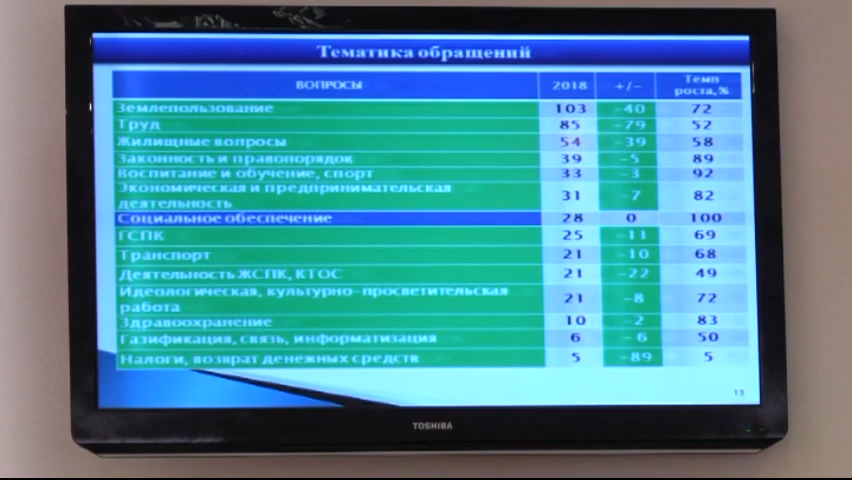 Тематика обращений
ВОПРОСЫ 2018 +/- Темп роста,%
Землепользование 103 -40 72
Труд 85 -79 52
Жилищные вопросы 54 -39 58
Законность и правопорядок 39 -5 89
Воспитание и обучение, спорт 33 -3 92
Экономическая и предпринимательская
деятельность 31 -7 82
Социальное обеспечение 28 0 100
ГСПК 25 -11 69
Транспорт 21 -10 68
Деятельность ЖСПК, КТОС 21 -22 49
Идеологическая, культурно-просветительская
работа 21 -8 72
Здравоохранение 10 -2 83
Газификация, связь, информатизация 6 -6 50
Налоги, возврат денежных средств 5 -89 5
13
TOSHIBA